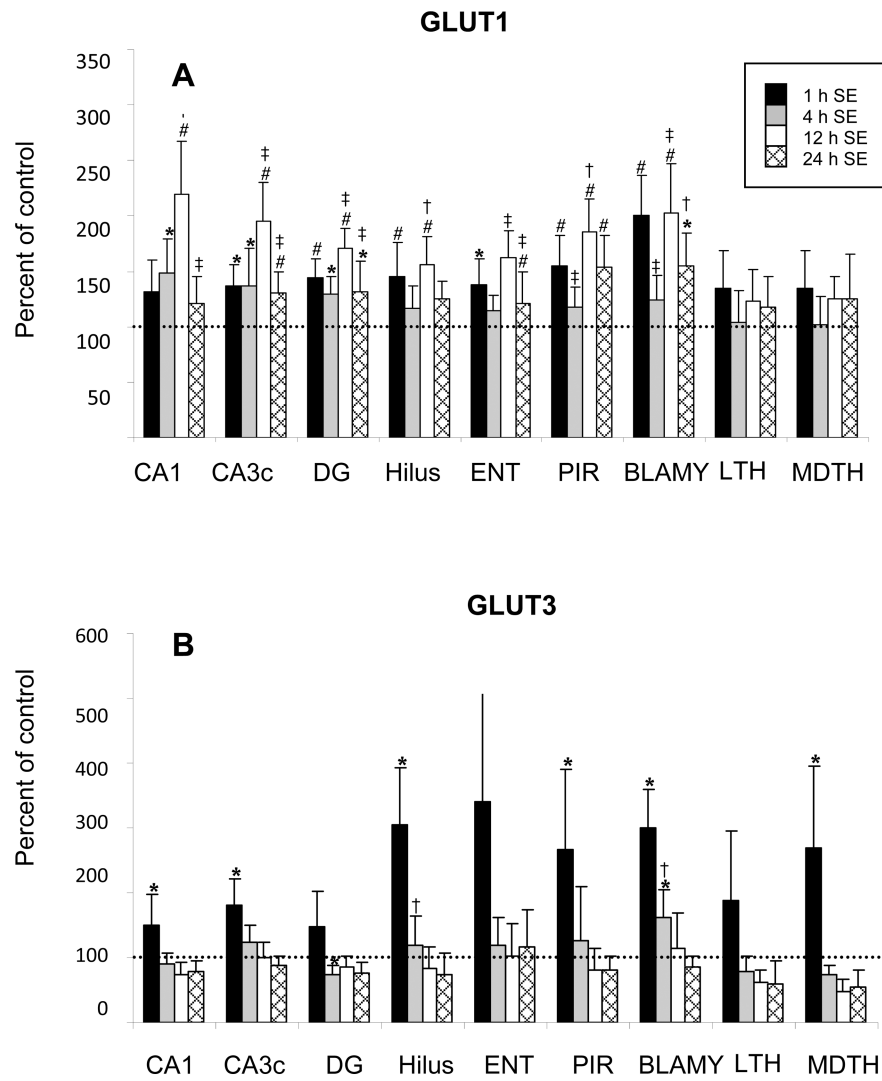 GLUT1
A
Percent of control
350
300
250
200
150
100
50
1 h SE
4 h SE
12 h SE
24 h SE
* ‡ ' #
* * ‡ # ‡ #
# * ‡ # ‡ *
# † #
* ‡ ‡ #
# ‡ † # #
# ‡ ‡ # † *
CA1 CA3c DG Hilus ENT PIR BLAMY LTH MDTH
GLUT3
B
Percent of control
600
500
400
300
200
100
0
*
*
*
* †
*
* † *
*
CA1 CA3c DG Hilus ENT PIR BLAMY LTH MDTH